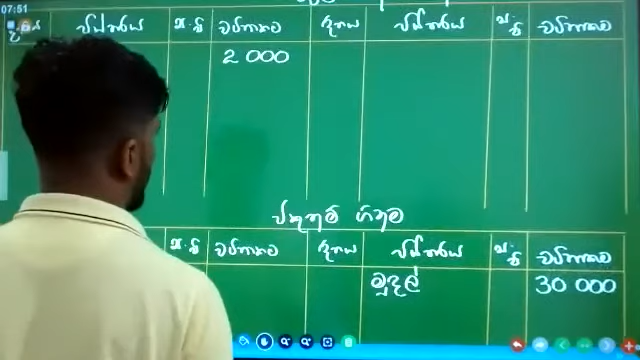 07:51
විස්තරය ස.පි වටිනාකම දිනය විස්තරය ස.පි වටිනාකම
2 000
එකතුම් ගිණුම
ස.පි වටිනාකම දිනය විස්තරය ස.පි වටිනාකම
මුදල් 30 000